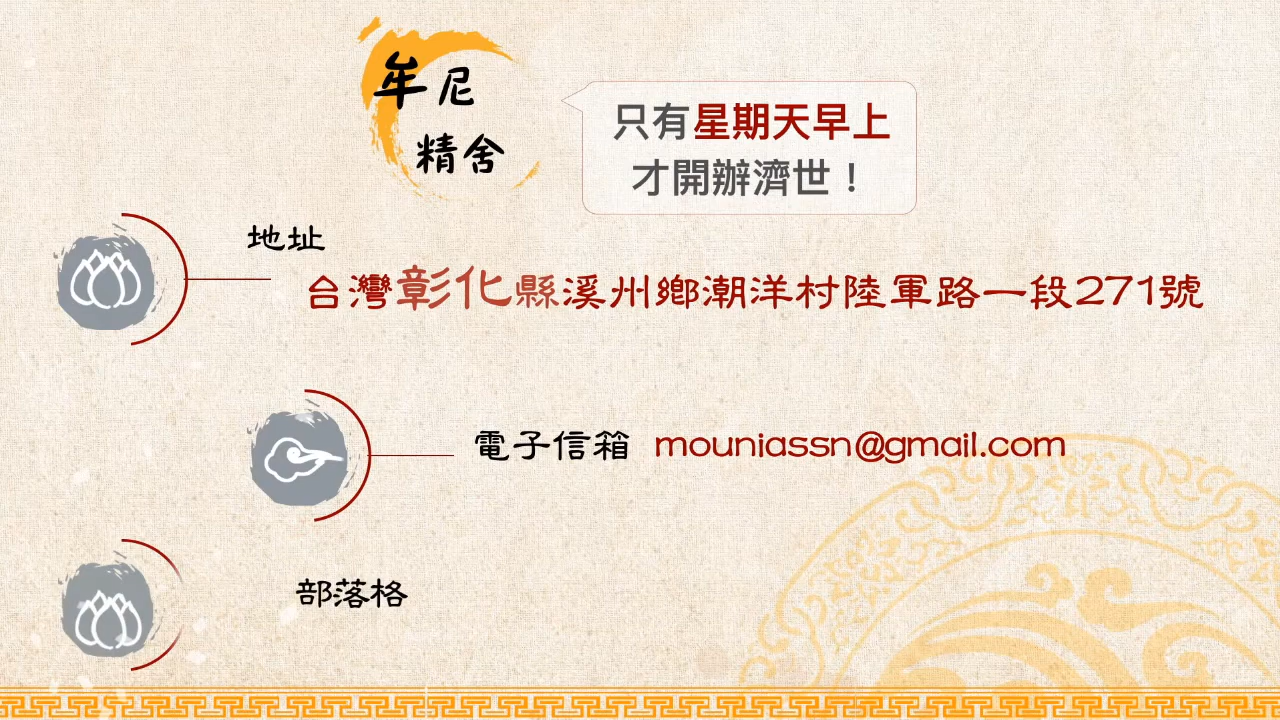 牟尼
精舍
只有星期天早上
才開辦濟世！
地址
台灣彰化縣溪州鄉潮洋村陸軍路一段271號
電子信箱 mouniassn@gmail.com
部落格